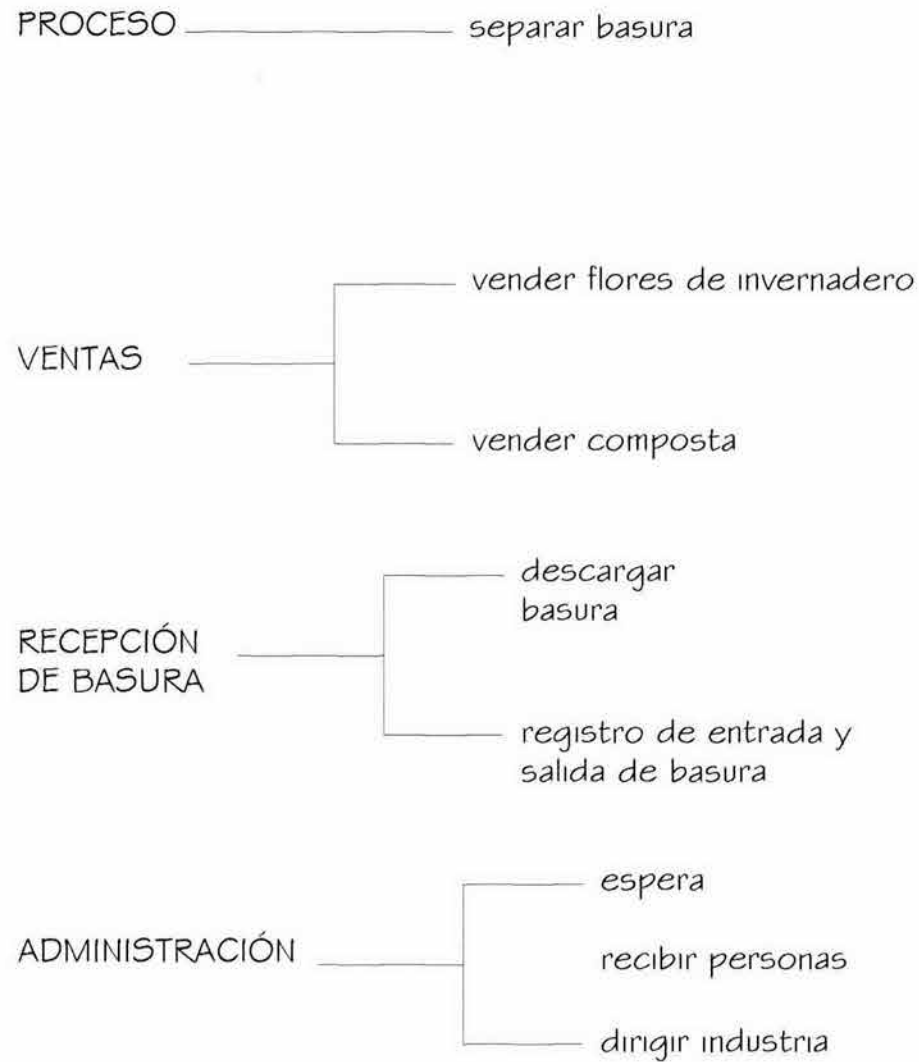 PROCESO separar basura
vender flores de invernadero
VENTAS
vender composta
descargar
basura
RECEPCIÓN
DE BASURA
registro de entrada y
salida de basura
espera
ADMINISTRACIÓN
recibir personas
dirigir industria